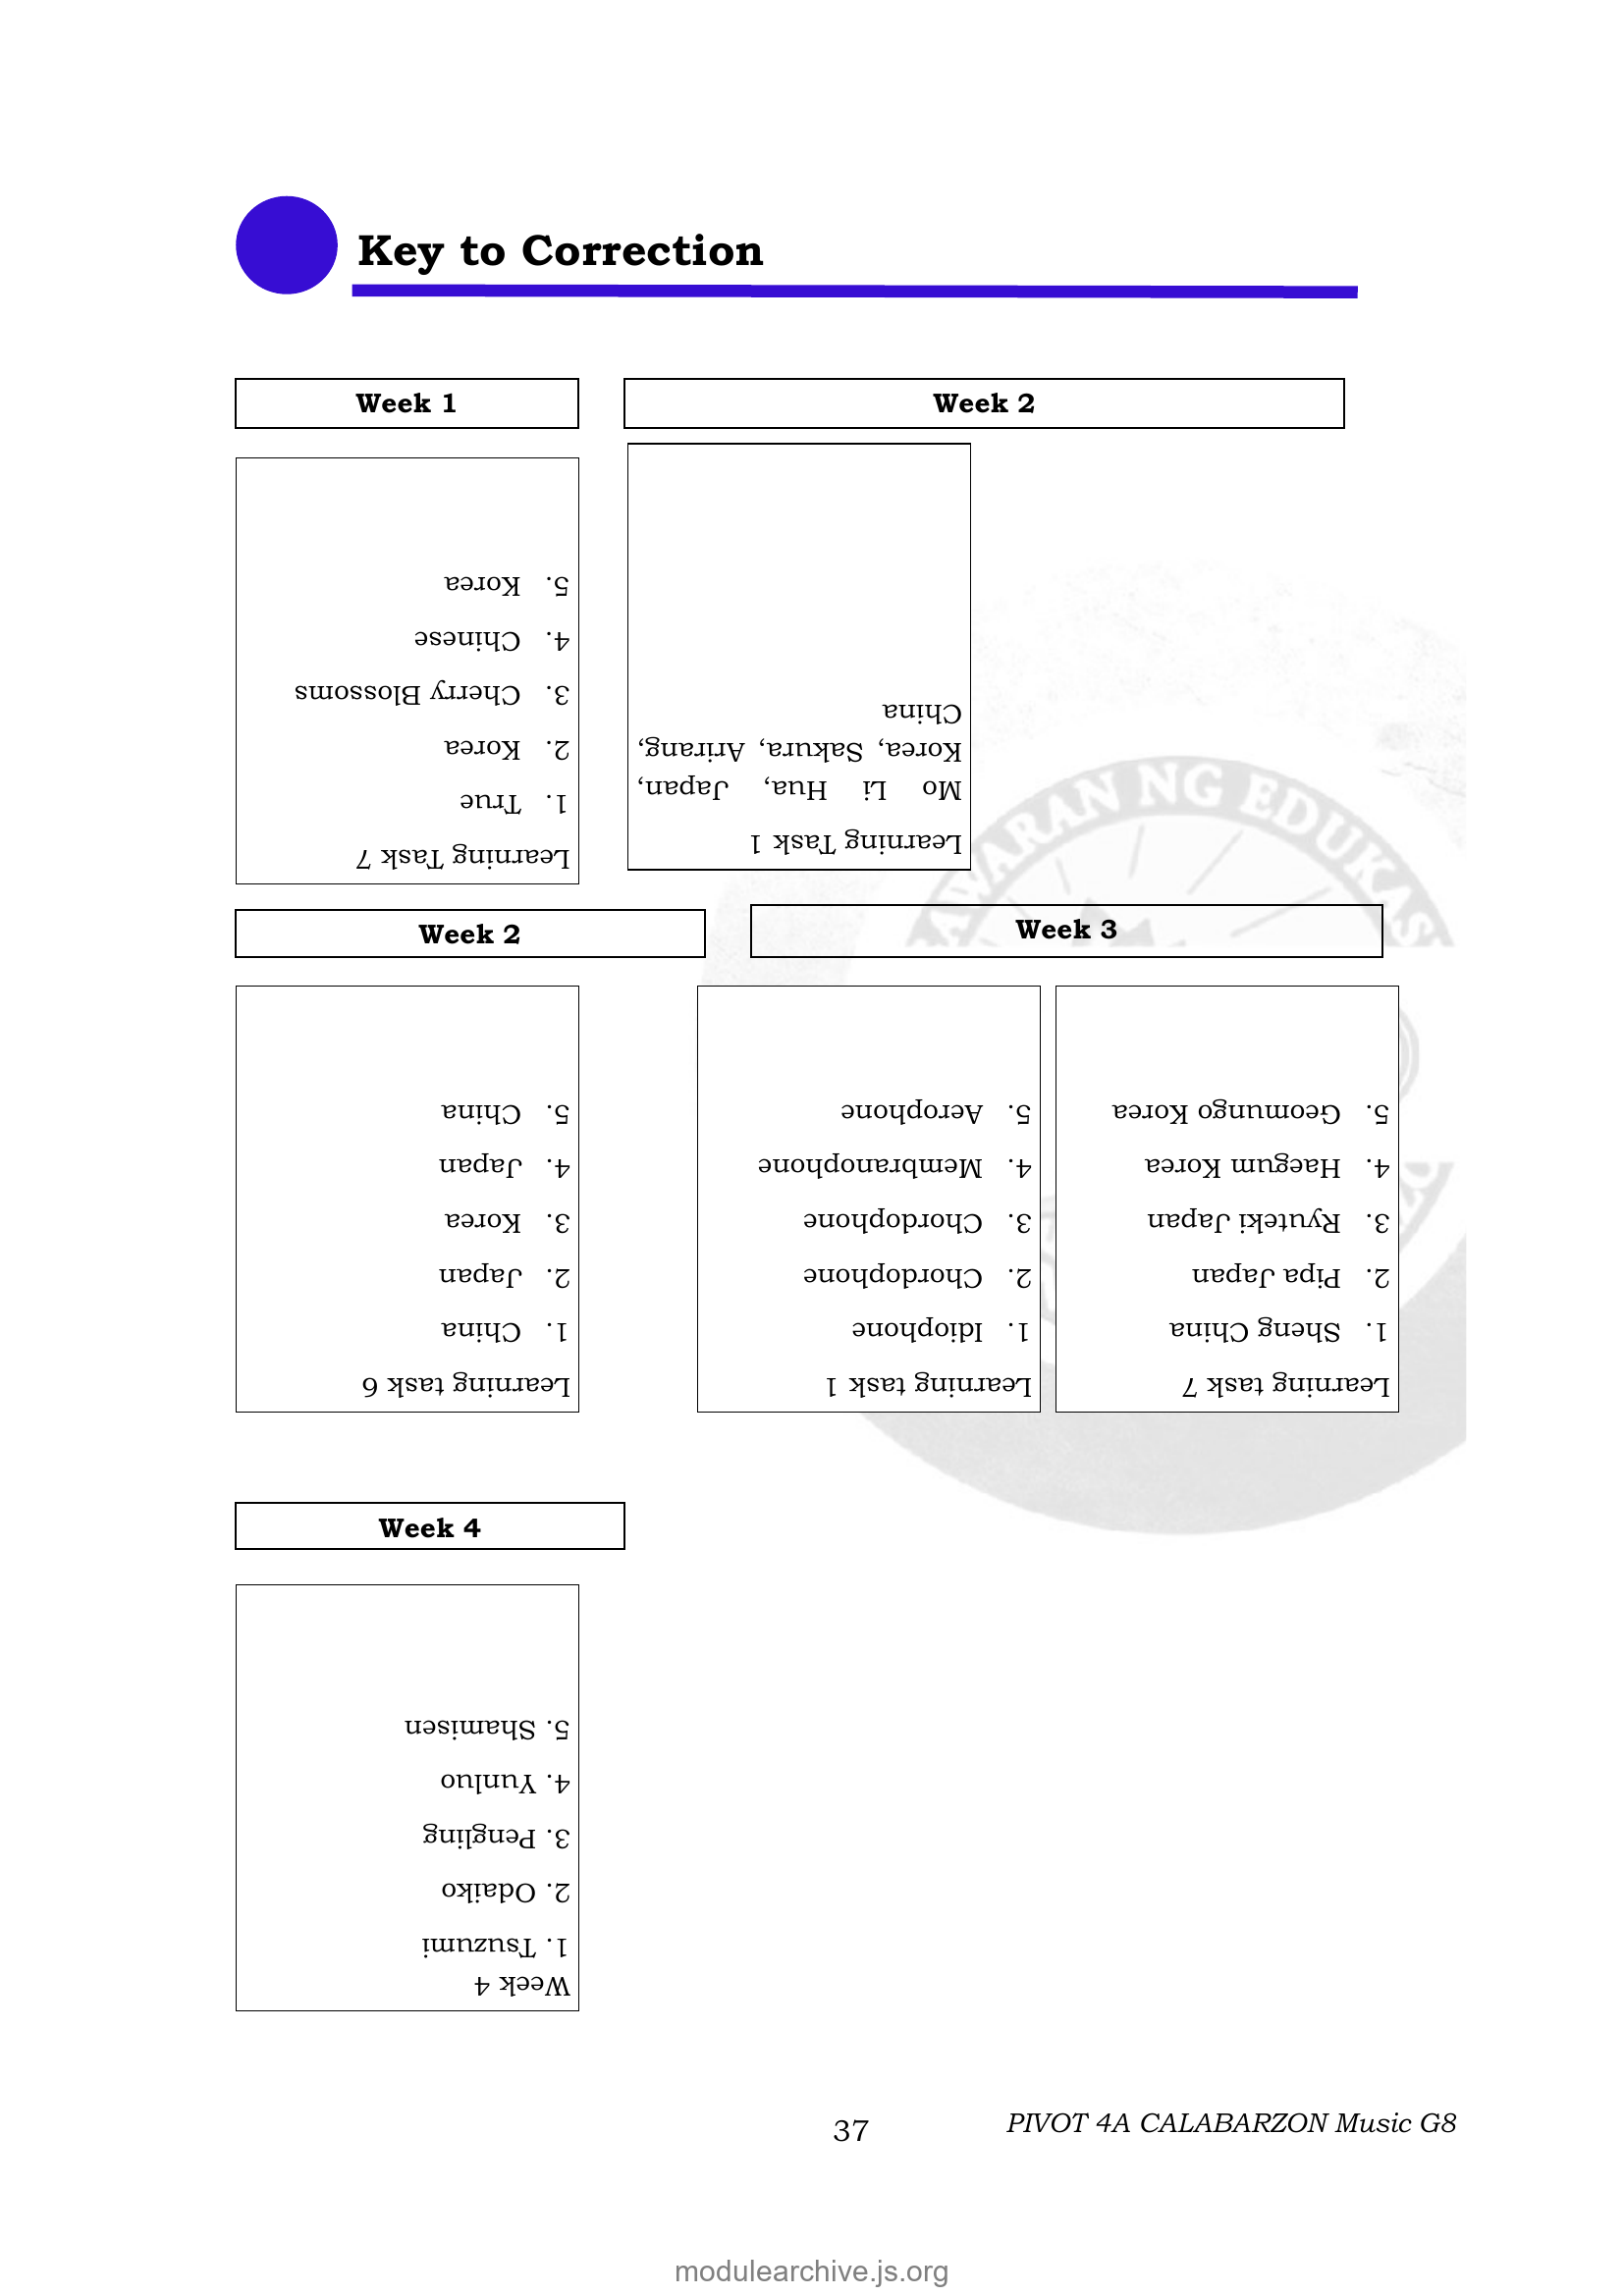 Key to Correction
Week 1
Week 2
Learning Task 7
1. True
2. Korea
3. Cherry Blossoms
4. Chinese
5. Korea
Learning Task 1
Mo Li Hua, Japan,
Korea, Sakura, Arirang,
China
Week 2
Week 3
Learning task 6
1. China
2. Japan
3. Korea
4. Japan
5. China
Learning task 1
1. Idiophone
2. Chordophone
3. Chordophone
4. Membranophone
5. Aerophone
Learning task 7
1. Sheng China
2. Pipa Japan
3. Ryuteki Japan
4. Haegum Korea
5. Geomungo Korea
Week 4
Week 4
1. Tsuzumi
2. Odaiko
3. Pengling
4. Yunluo
5. Shamisen
NG EDUKAS
37
PIVOT 4A CALABARZON Music G8
modulearchive.js.org